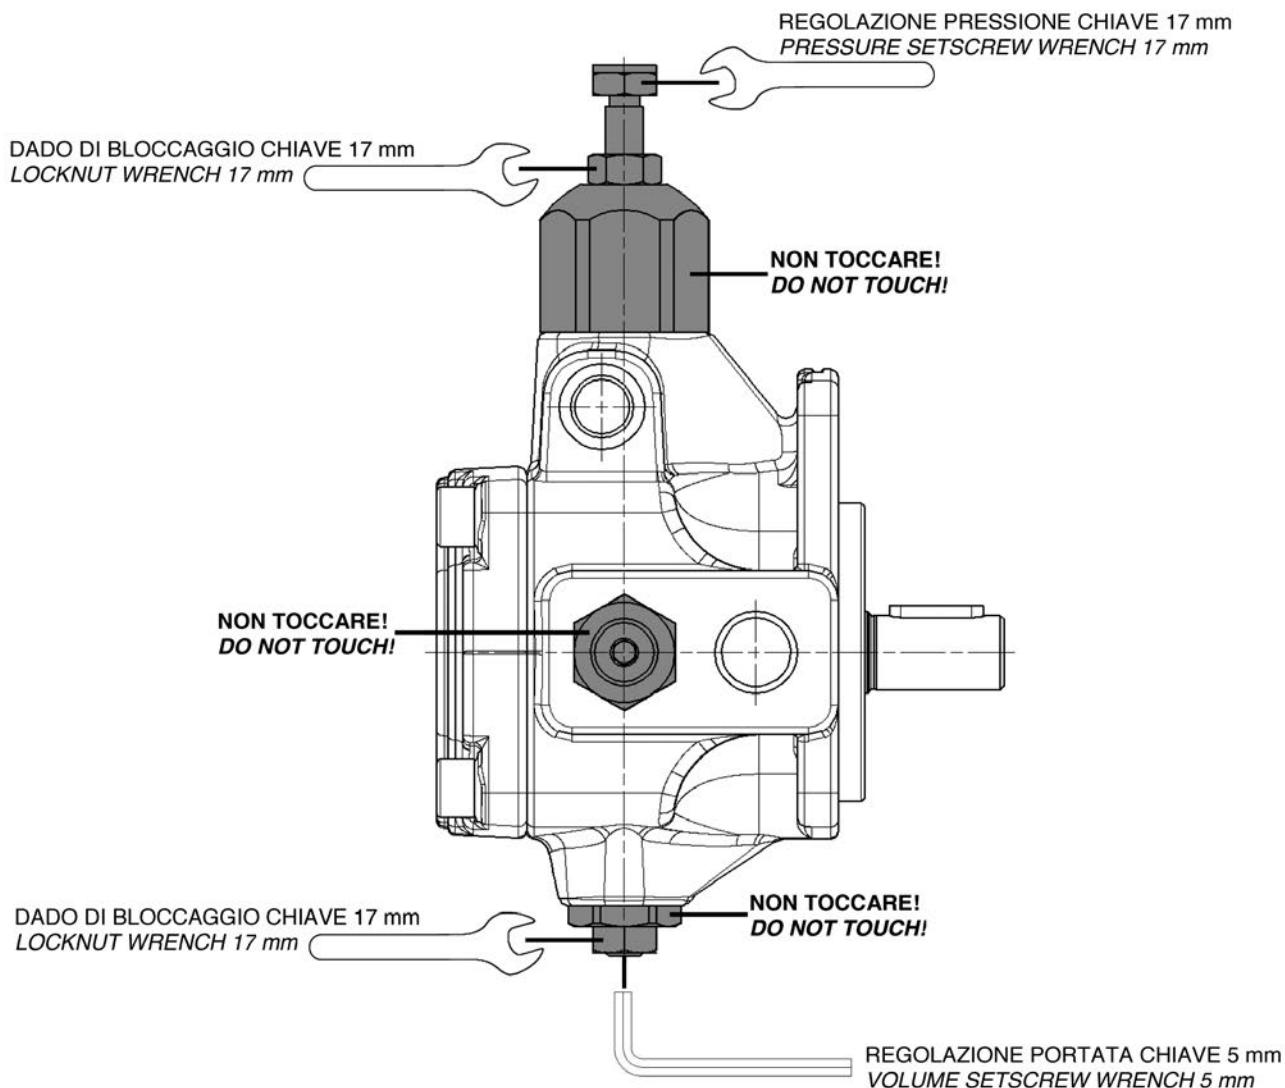 REGOLAZIONE PRESSIONE CHIAVE 17 mm
PRESSURE SETSCREW WRENCH 17 mm
DADO DI BLOCCAGGIO CHIAVE 17 mm
LOCKNUT WRENCH 17 mm
NON TOCCARE!
DO NOT TOUCH!
NON TOCCARE!
DO NOT TOUCH!
NON TOCCARE!
DO NOT TOUCH!
DADO DI BLOCCAGGIO CHIAVE 17 mm
LOCKNUT WRENCH 17 mm
REGOLAZIONE PORTATA CHIAVE 5 mm
VOLUME SETSCREW WRENCH 5 mm